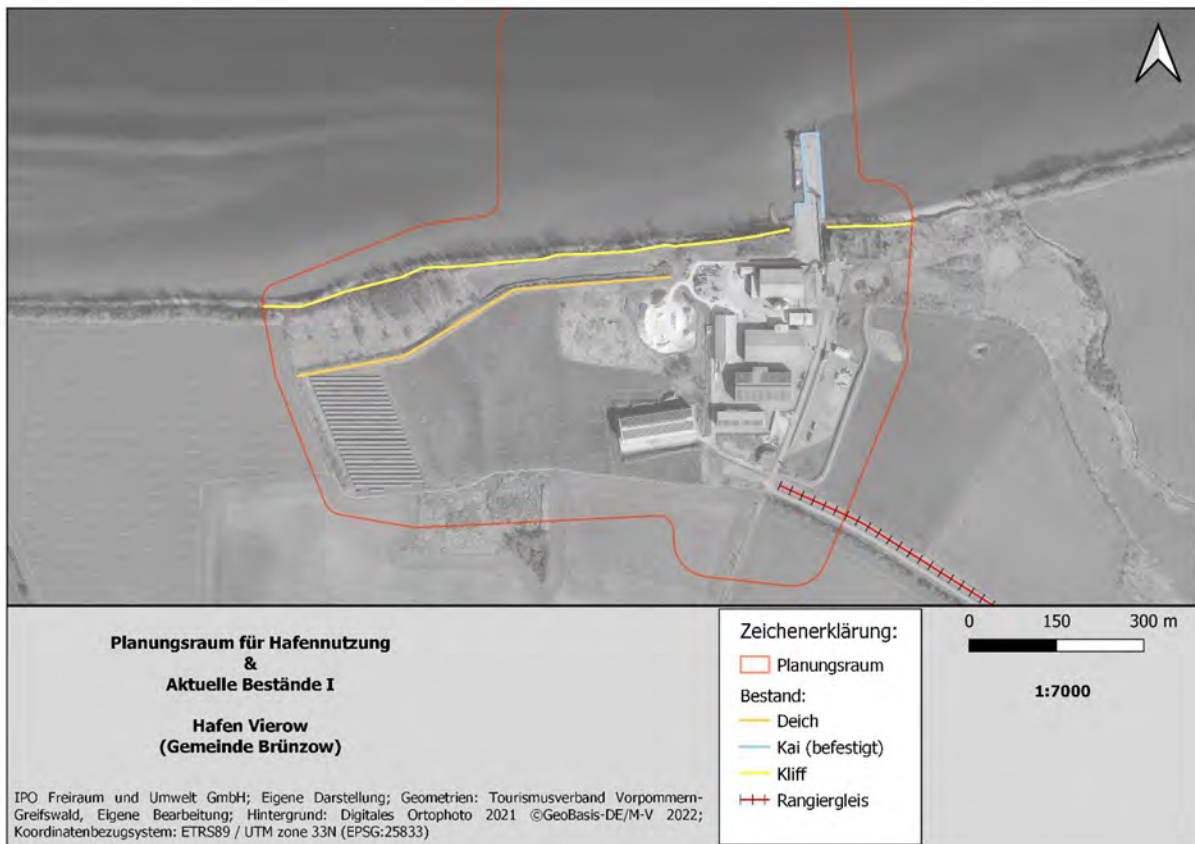 Planungsraum für Hafennutzung
&
Aktuelle Bestände I
Hafen Vierow
(Gemeinde Brünzow)
IPO Freiraum und Umwelt GmbH; Eigene Darstellung; Geometrien: Tourismusverband Vorpommern-
Greifswald, Eigene Bearbeitung; Hintergrund: Digitales Ortophoto 2021 ©GeoBasis-DE/M-V 2022;
Koordinatenbezugsystem: ETRS89 / UTM zone 33N (EPSG:25833)
Zeichenerklärung:
Planungsraum
Bestand:
Deich
Kai (befestigt)
Kliff
Rangiergleis
0 150 300 m
1:7000